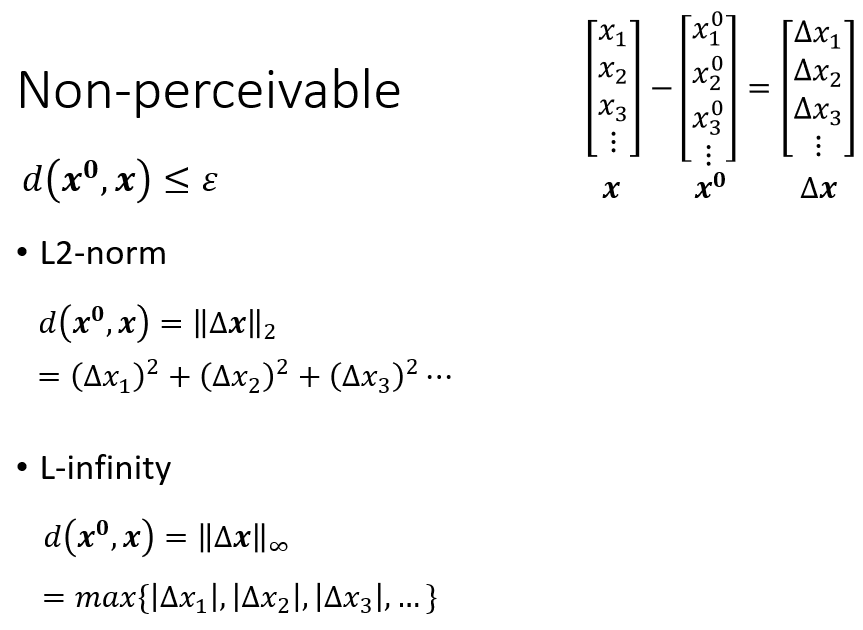 Non-perceivable
[x₁ x₂ x₃ ⋮] − [x₁⁰ x₂⁰ x₃⁰ ⋮] = [Δx₁ Δx₂ Δx₃ ⋮]
x x⁰ Δx
d(x⁰, x) ≤ ε
• L2-norm
d(x⁰, x) = ‖Δx‖₂
= (Δx₁)² + (Δx₂)² + (Δx₃)² ⋯
• L-infinity
d(x⁰, x) = ‖Δx‖∞
= max{|Δx₁|, |Δx₂|, |Δx₃|, … }